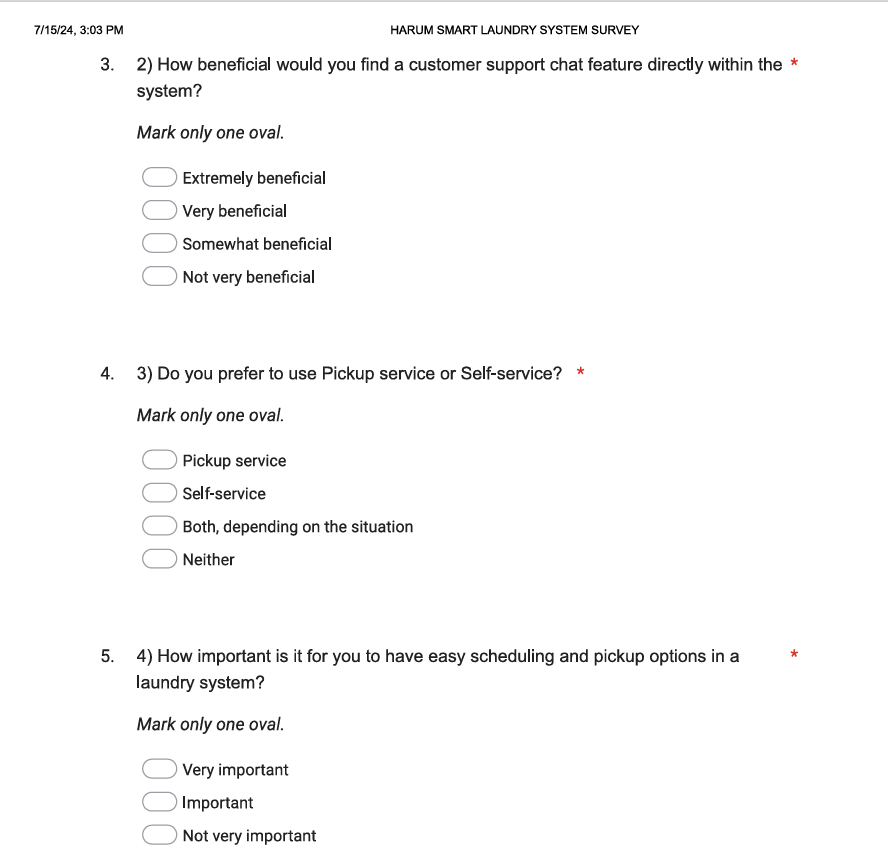 7/15/24, 3:03 PM HARUM SMART LAUNDRY SYSTEM SURVEY
3. 2) How beneficial would you find a customer support chat feature directly within the *
system?
Mark only one oval.
Extremely beneficial
Very beneficial
Somewhat beneficial
Not very beneficial
4. 3) Do you prefer to use Pickup service or Self-service? *
Mark only one oval.
Pickup service
Self-service
Both, depending on the situation
Neither
5. 4) How important is it for you to have easy scheduling and pickup options in a *
laundry system?
Mark only one oval.
Very important
Important
Not very important